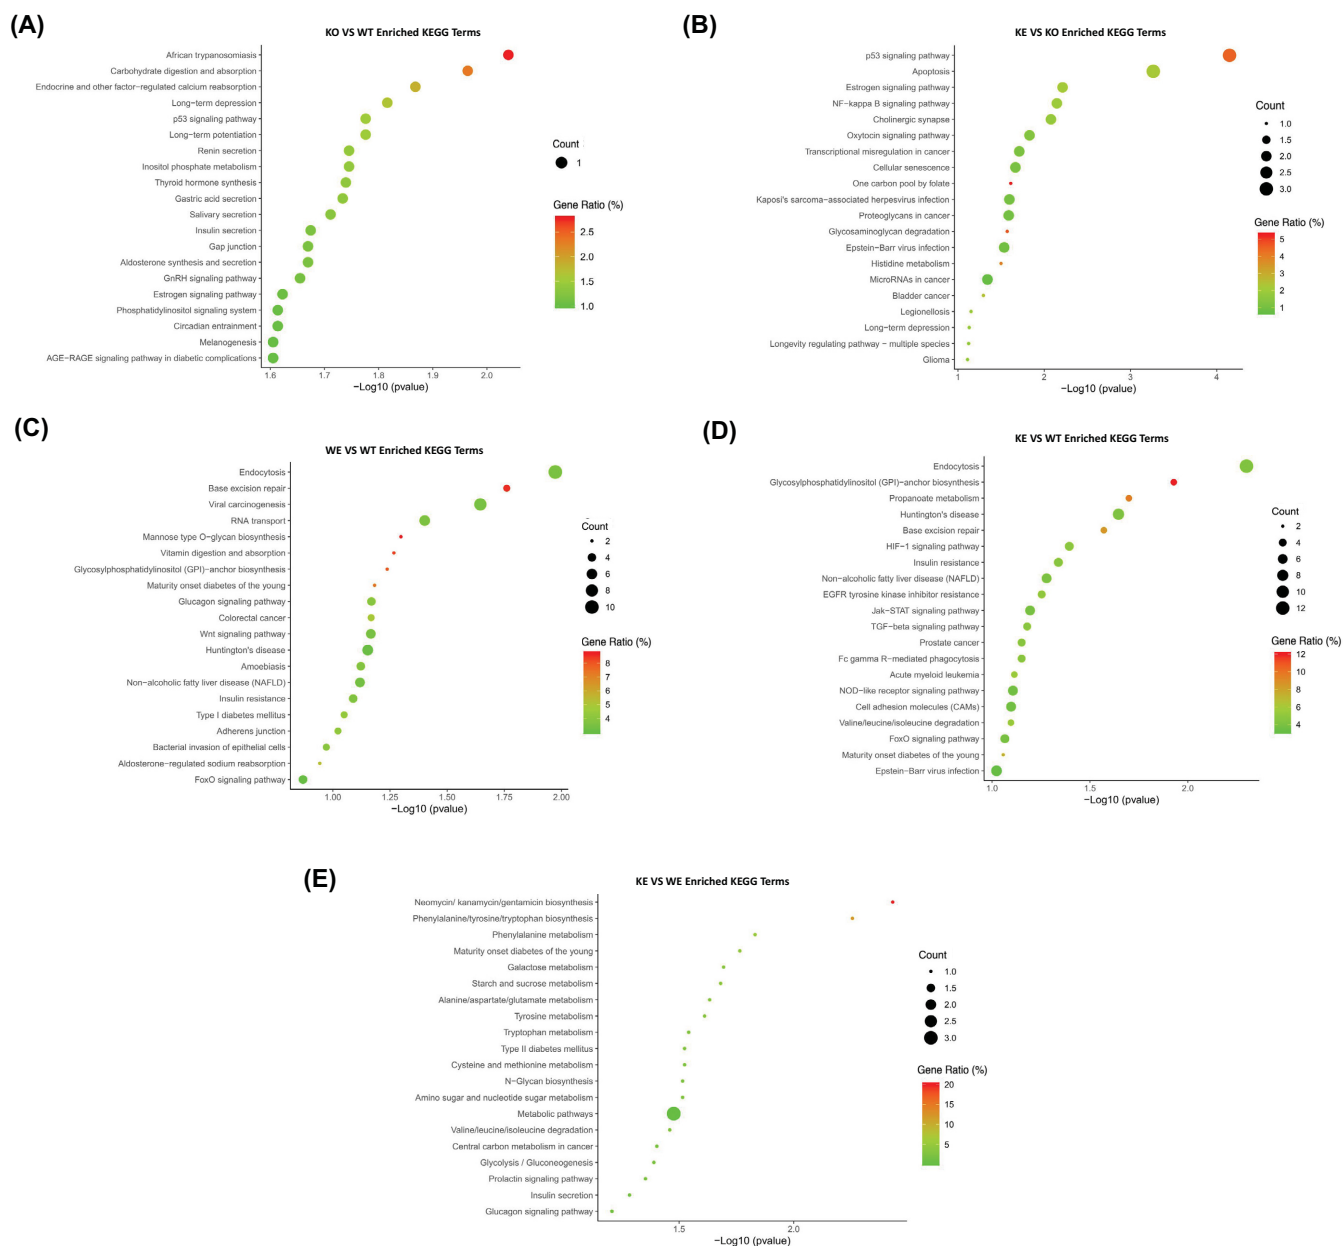 (A)
KO VS WT Enriched KEGG Terms
African trypanosomiasis
Carbohydrate digestion and absorption
Endocrine and other factor-regulated calcium reabsorption
Long-term depression
p53 signaling pathway
Long-term potentiation
Renin secretion
Inositol phosphate metabolism
Thyroid hormone synthesis
Gastric acid secretion
Salivary secretion
Insulin secretion
Gap junction
Aldosterone synthesis and secretion
GnRH signaling pathway
Estrogen signaling pathway
Phosphatidylinositol signaling system
Circadian entrainment
Melanogenesis
AGE-RAGE signaling pathway in diabetic complications
1.6 1.7 1.8 1.9 2.0
-Log10 (pvalue)
Count
1
Gene Ratio (%)
2.5
2.0
1.5
1.0
(B)
KE VS KO Enriched KEGG Terms
p53 signaling pathway
Apoptosis
Estrogen signaling pathway
NF-kappa B signaling pathway
Cholinergic synapse
Oxytocin signaling pathway
Transcriptional misregulation in cancer
Cellular senescence
One carbon pool by folate
Kaposi's sarcoma-associated herpesvirus infection
Proteoglycans in cancer
Glycosaminoglycan degradation
Epstein-Barr virus infection
Histidine metabolism
MicroRNAs in cancer
Bladder cancer
Legionellosis
Long-term depression
Longevity regulating pathway - multiple species
Glioma
1 2 3 4
-Log10 (pvalue)
Count
1.0
1.5
2.0
2.5
3.0
Gene Ratio (%)
5
4
3
2
1
(C)
WE VS WT Enriched KEGG Terms
Endocytosis
Base excision repair
Viral carcinogenesis
RNA transport
Mannose type O-glycan biosynthesis
Vitamin digestion and absorption
Glycosylphosphatidylinositol (GPI)-anchor biosynthesis
Maturity onset diabetes of the young
Glucagon signaling pathway
Colorectal cancer
Wnt signaling pathway
Huntington's disease
Amoebiasis
Non-alcoholic fatty liver disease (NAFLD)
Insulin resistance
Type I diabetes mellitus
Adherens junction
Bacterial invasion of epithelial cells
Aldosterone-regulated sodium reabsorption
FoxO signaling pathway
1.00 1.25 1.50 1.75 2.00
-Log10 (pvalue)
Count
2
4
6
8
10
Gene Ratio (%)
8
7
6
5
4
(D)
KE VS WT Enriched KEGG Terms
Endocytosis
Glycosylphosphatidylinositol (GPI)-anchor biosynthesis
Propanoate metabolism
Huntington's disease
Base excision repair
HIF-1 signaling pathway
Insulin resistance
Non-alcoholic fatty liver disease (NAFLD)
EGFR tyrosine kinase inhibitor resistance
Jak-STAT signaling pathway
TGF-beta signaling pathway
Prostate cancer
Fc gamma R-mediated phagocytosis
Acute myeloid leukemia
NOD-like receptor signaling pathway
Cell adhesion molecules (CAMs)
Valine/leucine/isoleucine degradation
FoxO signaling pathway
Maturity onset diabetes of the young
Epstein-Barr virus infection
1.0 1.5 2.0
-Log10 (pvalue)
Count
2
4
6
8
10
12
Gene Ratio (%)
12
10
8
6
4
(E)
KE VS WE Enriched KEGG Terms
Neomycin/ kanamycin/gentamicin biosynthesis
Phenylalanine/tyrosine/tryptophan biosynthesis
Phenylalanine metabolism
Maturity onset diabetes of the young
Galactose metabolism
Starch and sucrose metabolism
Alanine/aspartate/glutamate metabolism
Tyrosine metabolism
Tryptophan metabolism
Type II diabetes mellitus
Cysteine and methionine metabolism
N-Glycan biosynthesis
Amino sugar and nucleotide sugar metabolism
Metabolic pathways
Valine/leucine/isoleucine degradation
Central carbon metabolism in cancer
Glycolysis / Gluconeogenesis
Prolactin signaling pathway
Insulin secretion
Glucagon signaling pathway
1.5 2.0
-Log10 (pvalue)
Count
1.0
1.5
2.0
2.5
3.0
Gene Ratio (%)
20
15
10
5